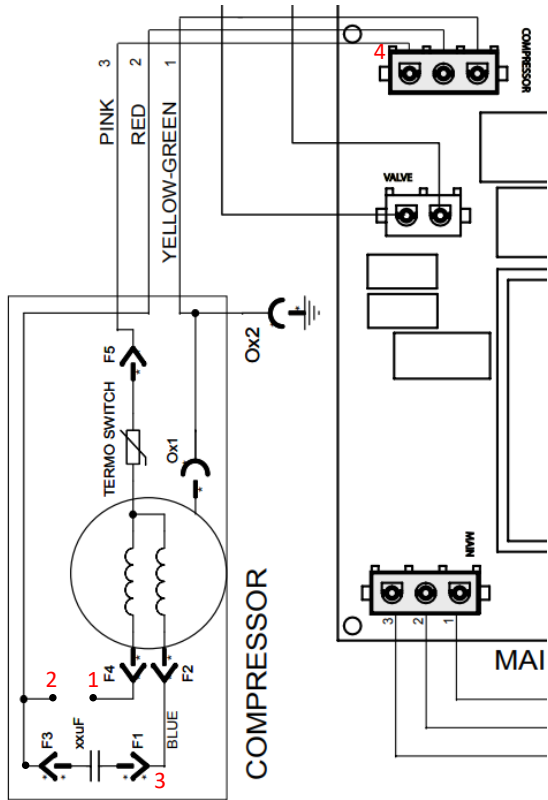 3
2
1
PINK
RED
YELLOW-GREEN
4
COMPRESSOR
VALVE
F5
Ox2
TERMO SWITCH
Ox1
COMPRESSOR
MAIN
3
2
1
MAI
2
1
F4
F2
F3
xxuF
F1
BLUE
3